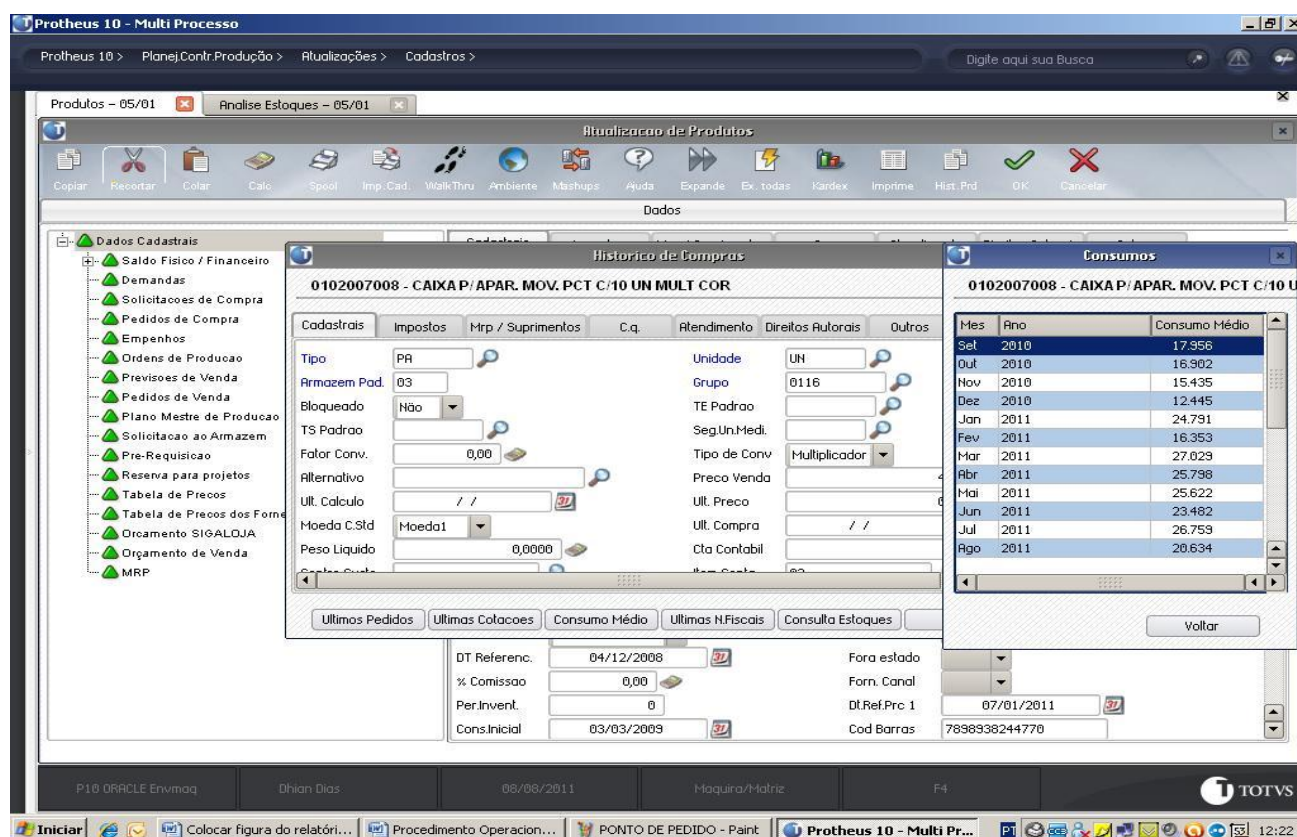 Protheus 10 - Multi Processo
Protheus 10 > Planej.Contr.Produção > Atualizações > Cadastros >
Digite aqui sua Busca
Produtos – 05/01
Analise Estoques – 05/01
Atualizacao de Produtos
Copiar Recortar Colar Calc Spool Imp.Cad. WalkThru Ambiente Mashups Ajuda Expande Ex. todas Kardex Imprime Hist.Prd OK Cancelar
Dados
Dados Cadastrais
Saldo Fisico / Financeiro
Demandas
Solicitacoes de Compra
Pedidos de Compra
Empenhos
Ordens de Producao
Previsoes de Venda
Pedidos de Venda
Plano Mestre de Producao
Solicitacao ao Armazem
Pre-Requisicao
Reserva para projetos
Tabela de Precos
Tabela de Precos dos Forne
Orcamento SIGALOJA
Orçamento de Venda
MRP
Historico de Compras
0102007008 - CAIXA P/ APAR. MOV. PCT C/10 UN MULT COR
Cadastrais Impostos Mrp / Suprimentos C.q. Atendimento Direitos Autorais Outros
Tipo PA Unidade UN
Armazem Pad. 03 Grupo 0116
Bloqueado Não TE Padrao
TS Padrao Seg.Un.Medi.
Fator Conv. 0,00 Tipo de Conv Multiplicador
Alternativo Preco Venda
Ult. Calculo / / Ult. Preco
Moeda C.Std Moeda1 Ult. Compra / /
Peso Liquido 0,0000 Cta Contabil
Ultimos Pedidos Ultimas Cotacoes Consumo Médio Ultimas N.Fiscais Consulta Estoques
Consumos
0102007008 - CAIXA P/ APAR. MOV. PCT C/10 U
Mes Ano Consumo Médio
Set 2010 17.956
Out 2010 16.902
Nov 2010 15.435
Dez 2010 12.445
Jan 2011 24.791
Fev 2011 16.353
Mar 2011 27.029
Abr 2011 25.798
Mai 2011 25.622
Jun 2011 23.482
Jul 2011 26.759
Ago 2011 20.634
Voltar
DT Referenc. 04/12/2008 Fora estado
% Comissao 0,00 Forn. Canal
Per.Invent. 0 Dt.Ref.Prc 1 07/01/2011
Cons.Inicial 03/03/2009 Cod Barras 7898938244770
P10 ORACLE Envmaq Dhian Dias 08/08/2011 Maquira/Matriz F4 TOTVS
Iniciar Colocar figura do relatóri... Procedimento Operacion... PONTO DE PEDIDO - Paint Protheus 10 - Multi Pr... PT 12:22